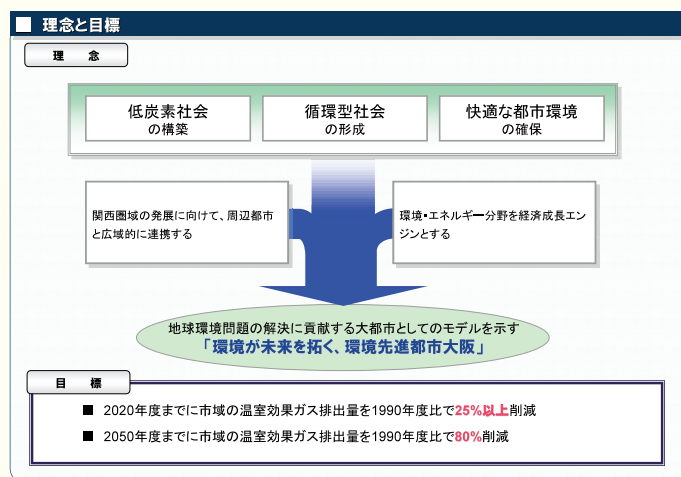 ■ 理念と目標
理 念
低炭素社会
の構築
循環型社会
の形成
快適な都市環境
の確保
関西圏域の発展に向けて、周辺都市
と広域的に連携する
環境・エネルギー分野を経済成長エン
ジンとする
地球環境問題の解決に貢献する大都市としてのモデルを示す
「環境が未来を拓く、環境先進都市大阪」
目 標
■ 2020年度までに市域の温室効果ガス排出量を1990年度比で25%以上削減
■ 2050年度までに市域の温室効果ガス排出量を1990年度比で80%削減